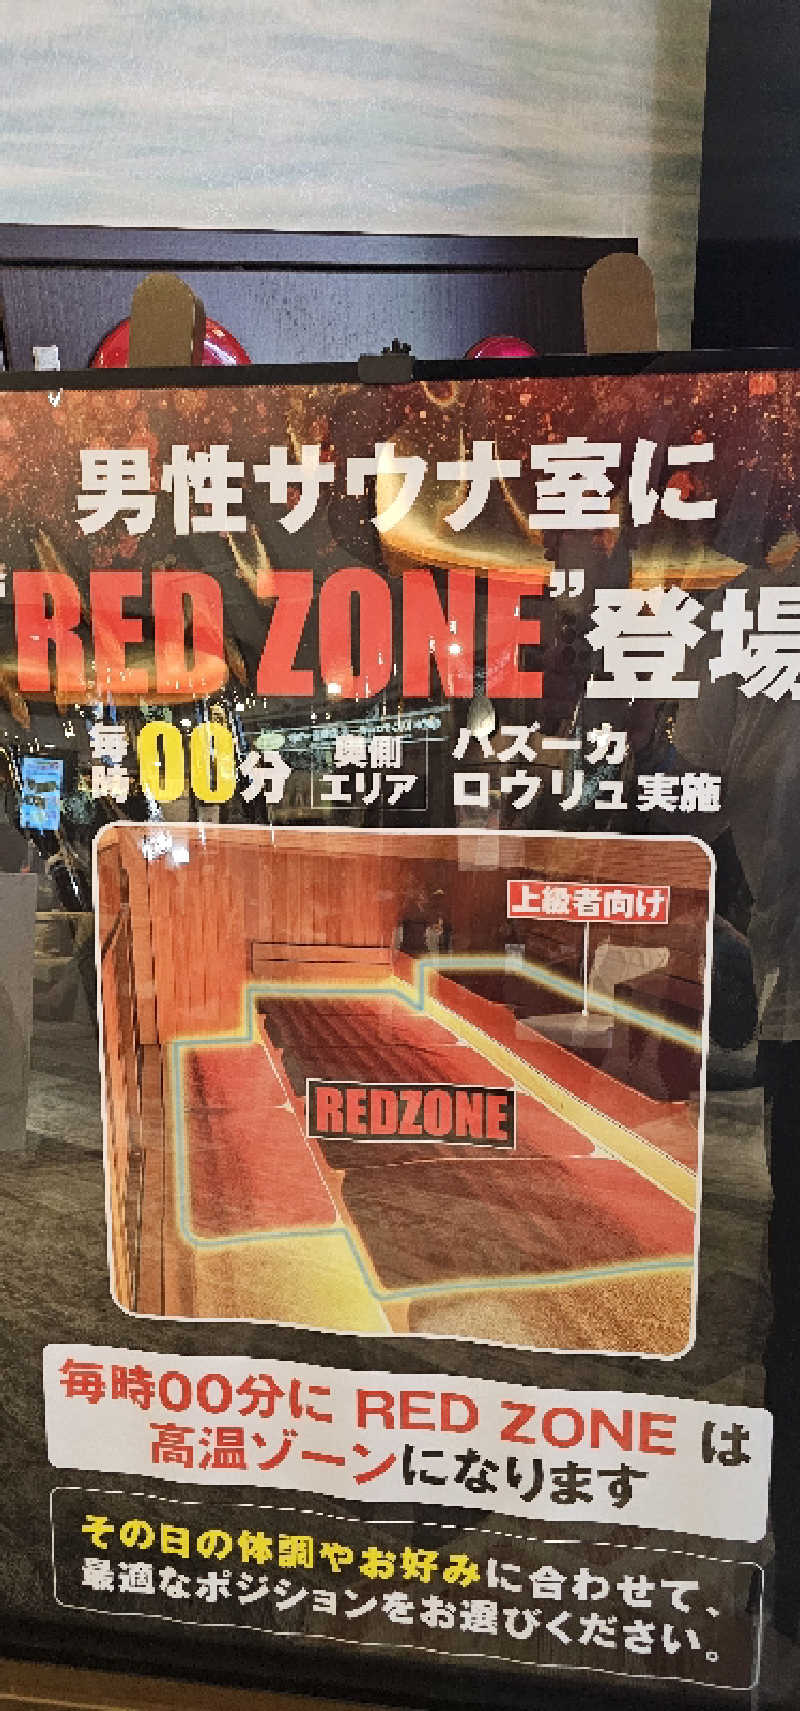 男性サウナ室に
"RED ZONE"登場
毎時00分 奥側エリア バズーカロウリュ実施
上級者向け
REDZONE
毎時00分に RED ZONE は
高温ゾーンになります
その日の体調やお好みに合わせて、
最適なポジションをお選びください。